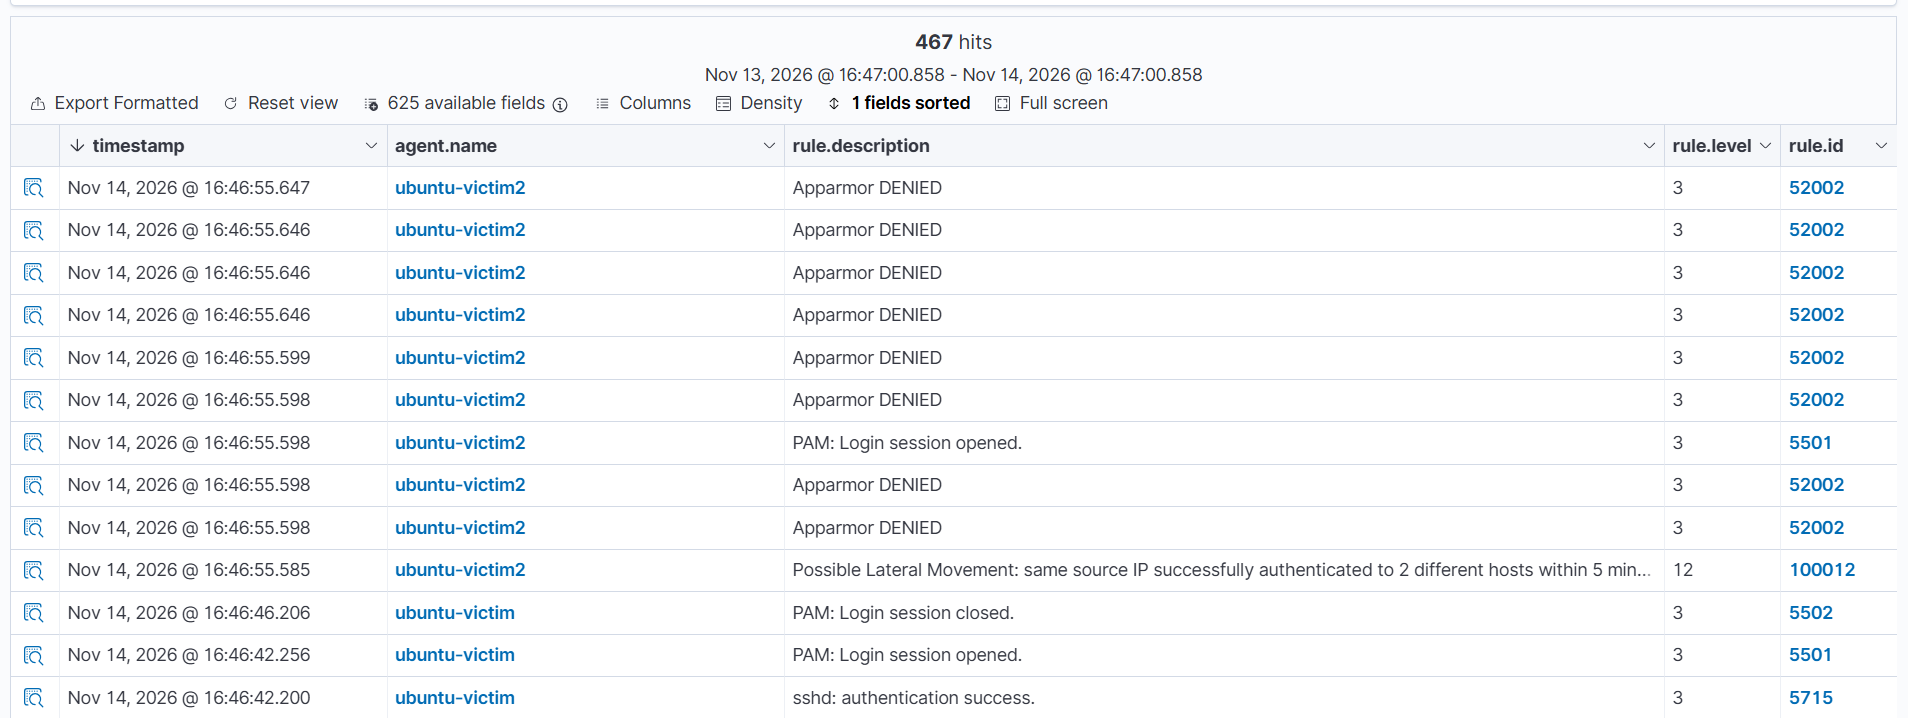 467 hits
Nov 13, 2026 @ 16:47:00.858 - Nov 14, 2026 @ 16:47:00.858
Export Formatted Reset view 625 available fields Columns Density 1 fields sorted Full screen
timestamp agent.name rule.description rule.level rule.id
Nov 14, 2026 @ 16:46:55.647 ubuntu-victim2 Apparmor DENIED 3 52002
Nov 14, 2026 @ 16:46:55.646 ubuntu-victim2 Apparmor DENIED 3 52002
Nov 14, 2026 @ 16:46:55.646 ubuntu-victim2 Apparmor DENIED 3 52002
Nov 14, 2026 @ 16:46:55.646 ubuntu-victim2 Apparmor DENIED 3 52002
Nov 14, 2026 @ 16:46:55.599 ubuntu-victim2 Apparmor DENIED 3 52002
Nov 14, 2026 @ 16:46:55.598 ubuntu-victim2 Apparmor DENIED 3 52002
Nov 14, 2026 @ 16:46:55.598 ubuntu-victim2 PAM: Login session opened. 3 5501
Nov 14, 2026 @ 16:46:55.598 ubuntu-victim2 Apparmor DENIED 3 52002
Nov 14, 2026 @ 16:46:55.598 ubuntu-victim2 Apparmor DENIED 3 52002
Nov 14, 2026 @ 16:46:55.585 ubuntu-victim2 Possible Lateral Movement: same source IP successfully authenticated to 2 different hosts within 5 min... 12 100012
Nov 14, 2026 @ 16:46:46.206 ubuntu-victim PAM: Login session closed. 3 5502
Nov 14, 2026 @ 16:46:42.256 ubuntu-victim PAM: Login session opened. 3 5501
Nov 14, 2026 @ 16:46:42.200 ubuntu-victim sshd: authentication success. 3 5715